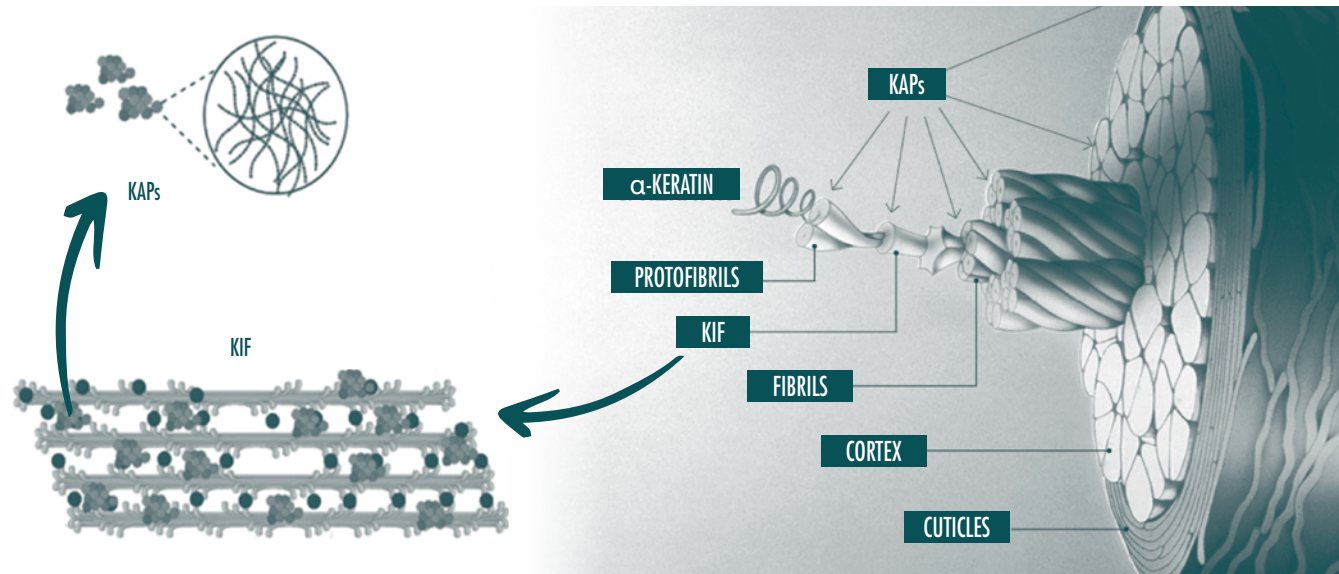 KAPs
KIF
KAPs
α-KERATIN
PROTOFIBRILS
KIF
FIBRILS
CORTEX
CUTICLES